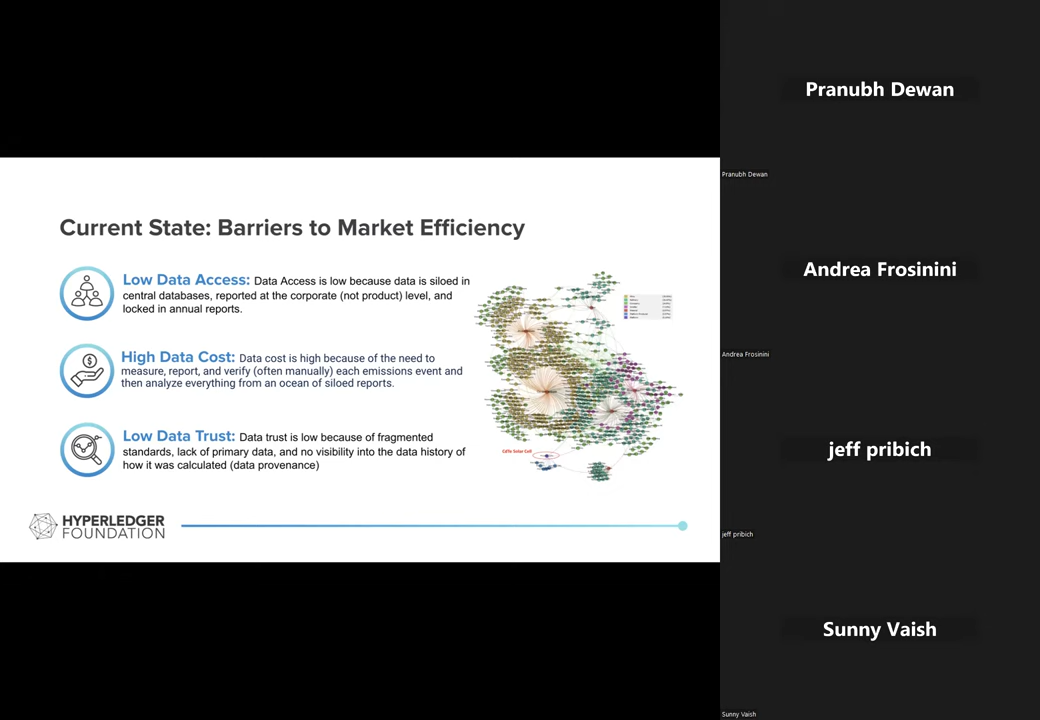 Current State: Barriers to Market Efficiency
Low Data Access: Data Access is low because data is siloed in
central databases, reported at the corporate (not product) level, and
locked in annual reports.
High Data Cost: Data cost is high because of the need to
measure, report, and verify (often manually) each emissions event and
then analyze everything from an ocean of siloed reports.
Low Data Trust: Data trust is low because of fragmented
standards, lack of primary data, and no visibility into the data history of
how it was calculated (data provenance)
CdTe Solar Cell
HYPERLEDGER
FOUNDATION
Pranubh Dewan
Pranubh Dewan
Andrea Frosinini
Andrea Frosinini
jeff pribich
jeff pribich
Sunny Vaish
Sunny Vaish